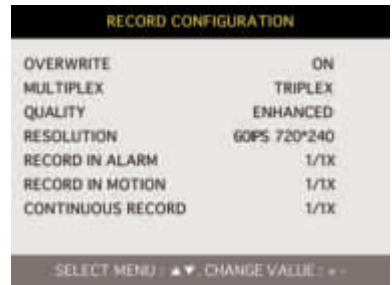 RECORD CONFIGURATION
OVERWRITE ON
MULTIPLEX TRIPLEX
QUALITY ENHANCED
RESOLUTION 60IPS 720*240
RECORD IN ALARM 1/1X
RECORD IN MOTION 1/1X
CONTINUOUS RECORD 1/1X
SELECT MENU : ▲▼, CHANGE VALUE : + -